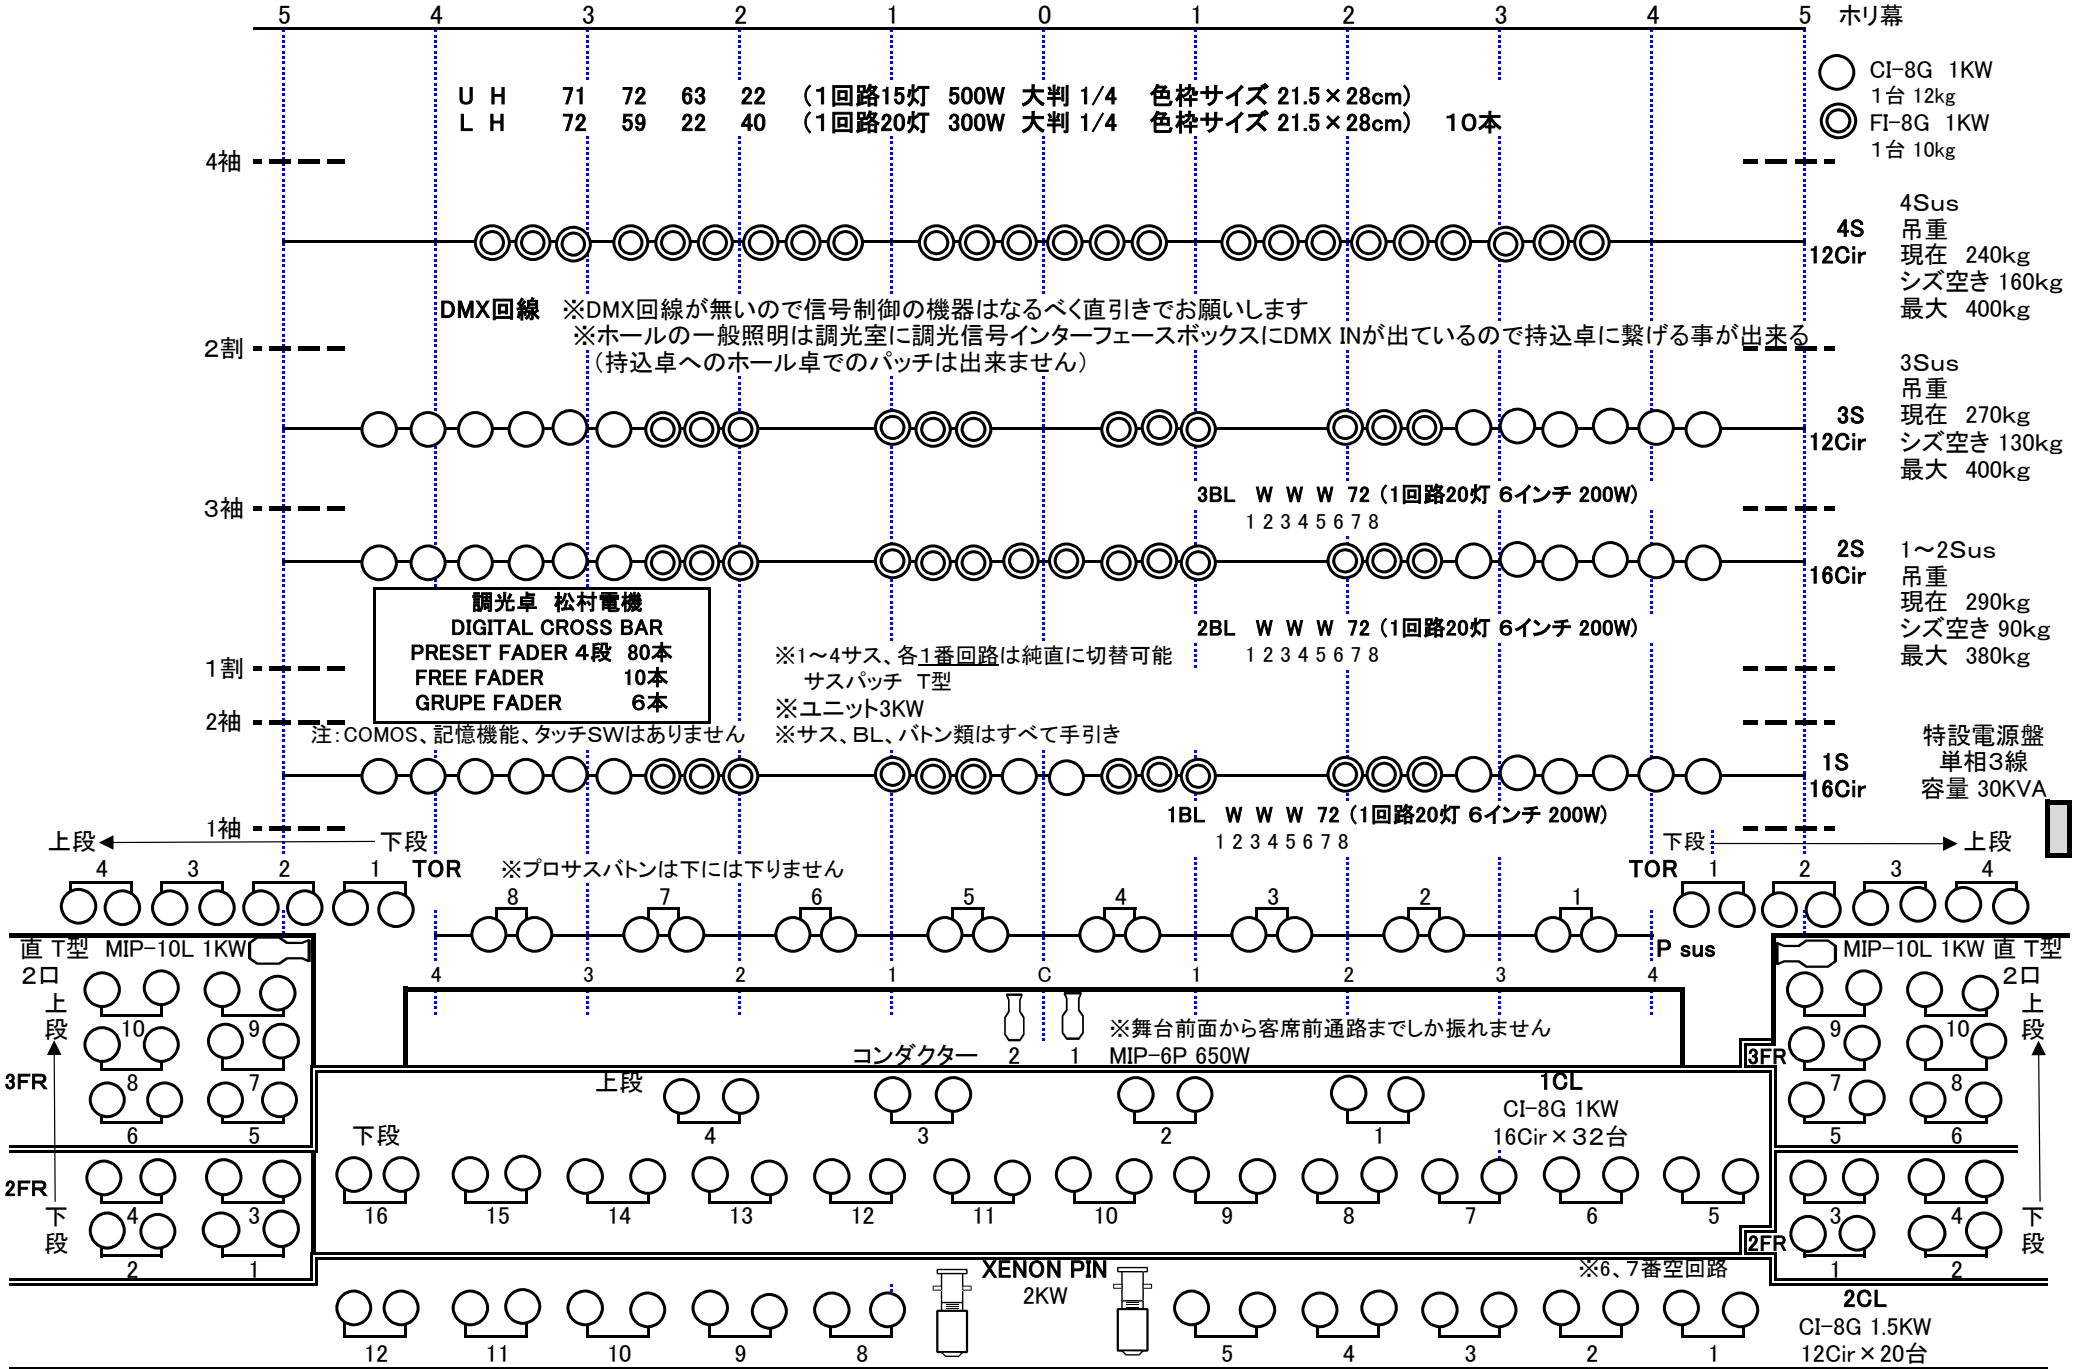 5 4 3 2 1 0 1 2 3 4 5 ホリ幕
CI-8G 1KW
1台 12kg
U H 71 72 63 22 (1回路15灯 500W 大判 1/4 色枠サイズ 21.5×28cm)
L H 72 59 22 40 (1回路20灯 300W 大判 1/4 色枠サイズ 21.5×28cm) 10本
FI-8G 1KW
1台 10kg
4袖
4Sus
4S 吊重
12Cir 現在 240kg
シズ空き 160kg
最大 400kg
DMX回線 ※DMX回線が無いので信号制御の機器はなるべく直引きでお願いします
※ホールの一般照明は調光室に調光信号インターフェースボックスにDMX INが出ているので持込卓に繋げる事が出来る
(持込卓へのホール卓でのパッチは出来ません)
2割
3Sus
吊重
3S 現在 270kg
12Cir シズ空き 130kg
最大 400kg
3BL W W W 72 (1回路20灯 6インチ 200W)
1 2 3 4 5 6 7 8
3袖
2S 1～2Sus
16Cir 吊重
現在 290kg
シズ空き 90kg
最大 380kg
調光卓 松村電機
DIGITAL CROSS BAR
PRESET FADER 4段 80本
FREE FADER 10本
GRUPE FADER 6本
2BL W W W 72 (1回路20灯 6インチ 200W)
1 2 3 4 5 6 7 8
※1～4サス、各1番回路は純直に切替可能
サスパッチ T型
※ユニット3KW
※サス、BL、バトン類はすべて手引き
1割
2袖
注:COMOS、記憶機能、タッチSWはありません
特設電源盤
単相3線
容量 30KVA
1S
16Cir
1BL W W W 72 (1回路20灯 6インチ 200W)
1 2 3 4 5 6 7 8
1袖
上段 下段
下段 上段
4 3 2 1 TOR ※プロサスバトンは下には下りません
TOR 1 2 3 4
8 7 6 5 4 3 2 1
P sus
4 3 2 1 C 1 2 3 4
直 T型 MIP-10L 1KW
2口
上段
10 9
8 7
6 5
3FR
4 3
2 1
2FR
下段
※舞台前面から客席前通路までしか振れません
コンダクター 2 1 MIP-6P 650W
MIP-10L 1KW 直 T型
2口
上段
9 10
7 8
5 6
3FR
3 4
1 2
2FR
下段
上段
4 3 2 1
1CL
CI-8G 1KW
16Cir×32台
下段
16 15 14 13 12 11 10 9 8 7 6 5
XENON PIN
2KW
※6、7番空回路
12 11 10 9 8 5 4 3 2 1
2CL
CI-8G 1.5KW
12Cir×20台